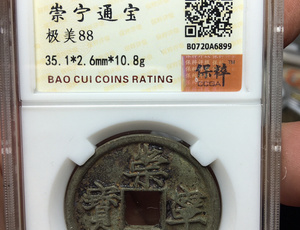 崇宁通宝
极美88
35.1*2.6mm*10.8g
BAO CUI COINS RATING
B0720A6899
保粹
崇
寧
寳